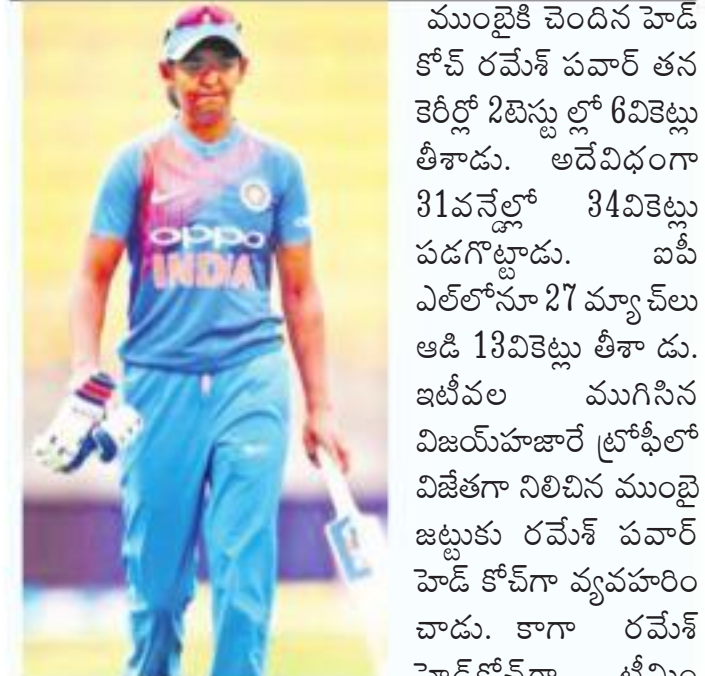 oppo
INDIA
ముంబైకి చెందిన హెడ్
కోచ్ రమేశ్ పవార్ తన
కెరీర్లో 2టెస్టు ల్లో 6వికెట్లు
తీశాడు. అదేవిధంగా
31వన్డేల్లో 34వికెట్లు
పడగొట్టాడు. ఐపీ
ఎల్‌లోనూ 27 మ్యా చ్‌లు
ఆడి 13వికెట్లు తీశా డు.
ఇటీవల ముగిసిన
విజయ్‌హజారే ట్రోఫీలో
విజేతగా నిలిచిన ముంబై
జట్టుకు రమేశ్ పవార్
హెడ్ కోచ్‌గా వ్యవహరిం
చాడు. కాగా రమేశ్